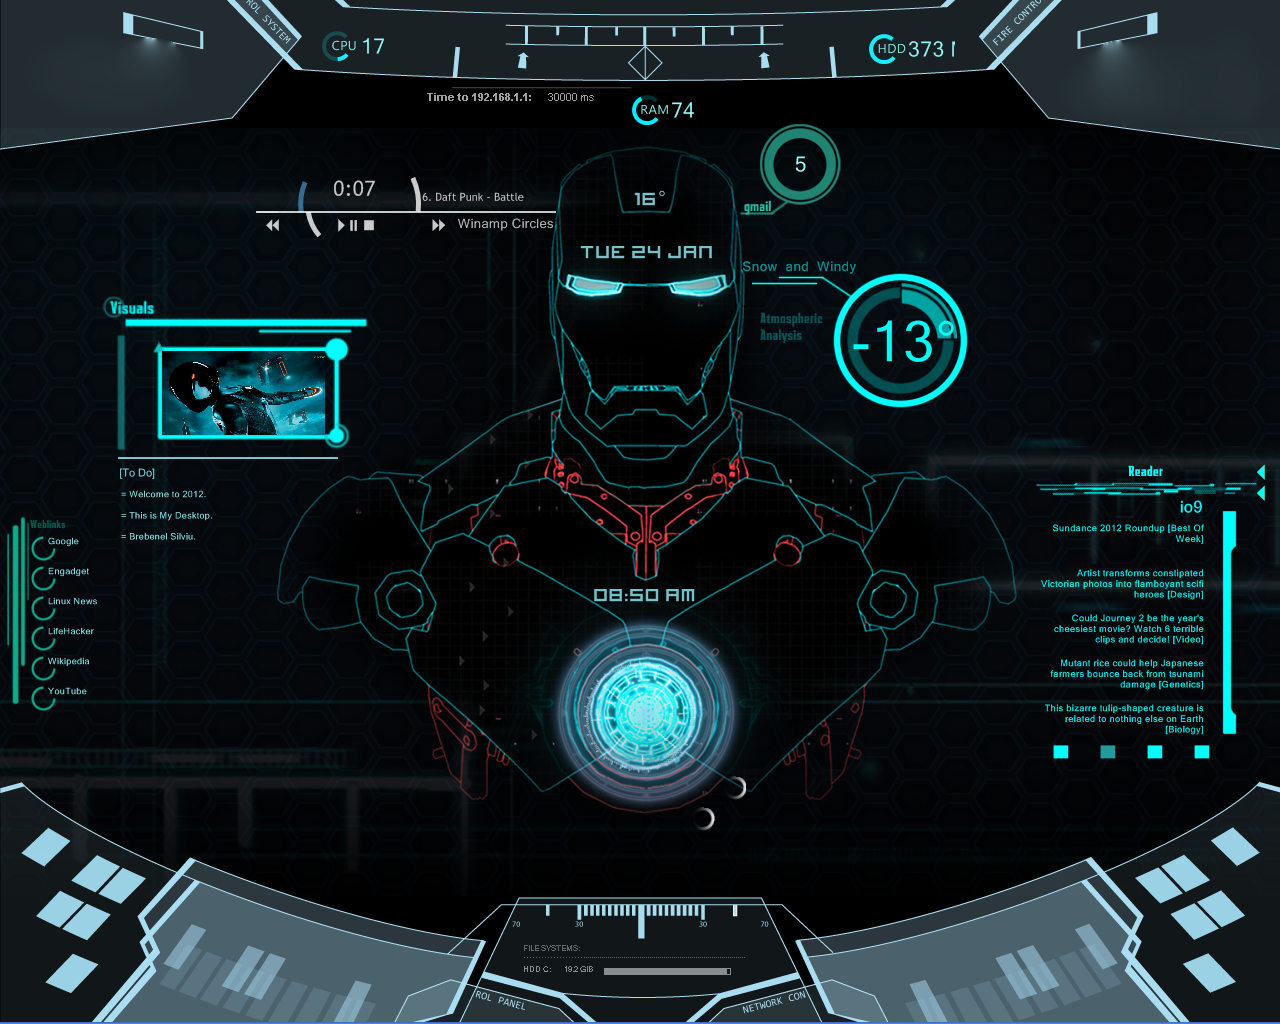 ROL SYSTEM
FIRE CONTRO
CPU 17
HDD 373
Time to 192.168.1.1: 30000 ms
RAM 74
5
gmail
0:07
6. Daft Punk - Battle
Winamp Circles
16°
TUE 24 JAN
Snow and Windy
Atmospheric
Analysis
-13°
Visuals
[To Do]
= Welcome to 2012.
= This is My Desktop.
= Brebenel Silviu.
Weblinks
Google
Engadget
Linux News
LifeHacker
Wikipedia
YouTube
Reader
io9
Sundance 2012 Roundup [Best Of
Week]
Artist transforms constipated
Victorian photos into flamboyant scifi
heroes [Design]
Could Journey 2 be the year's
cheesiest movie? Watch 6 terrible
clips and decide! [Video]
Mutant rice could help Japanese
farmers bounce back from tsunami
damage [Genetics]
This bizarre tulip-shaped creature is
related to nothing else on Earth
[Biology]
08:50 AM
70 30 30 70
FILE SYSTEMS:
HDD C: 19.2 GIB
ROL PANEL
NETWORK CON